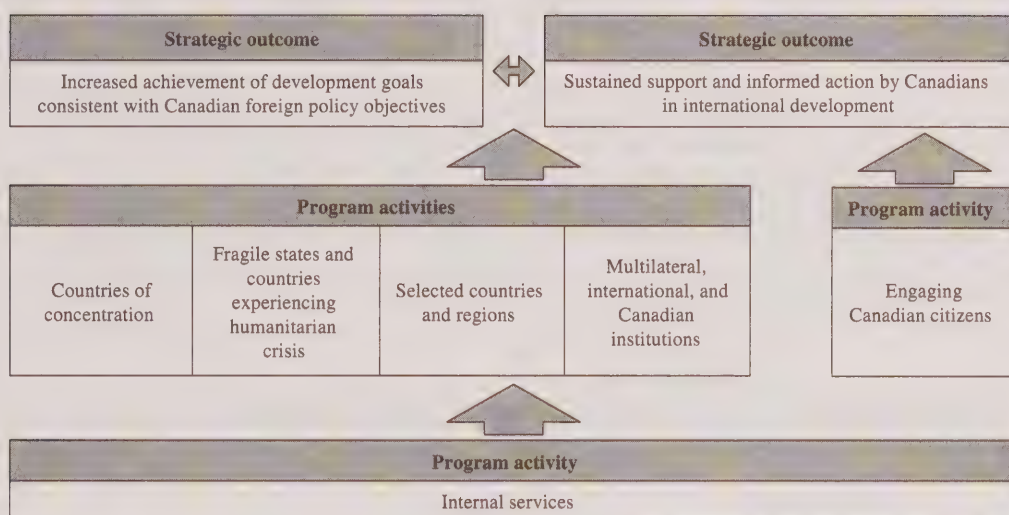 Strategic outcome
Increased achievement of development goals
consistent with Canadian foreign policy objectives
Strategic outcome
Sustained support and informed action by Canadians
in international development
Program activities
Countries of
concentration
Fragile states and
countries
experiencing
humanitarian
crisis
Selected countries
and regions
Multilateral,
international, and
Canadian
institutions
Program activity
Engaging
Canadian citizens
Program activity
Internal services